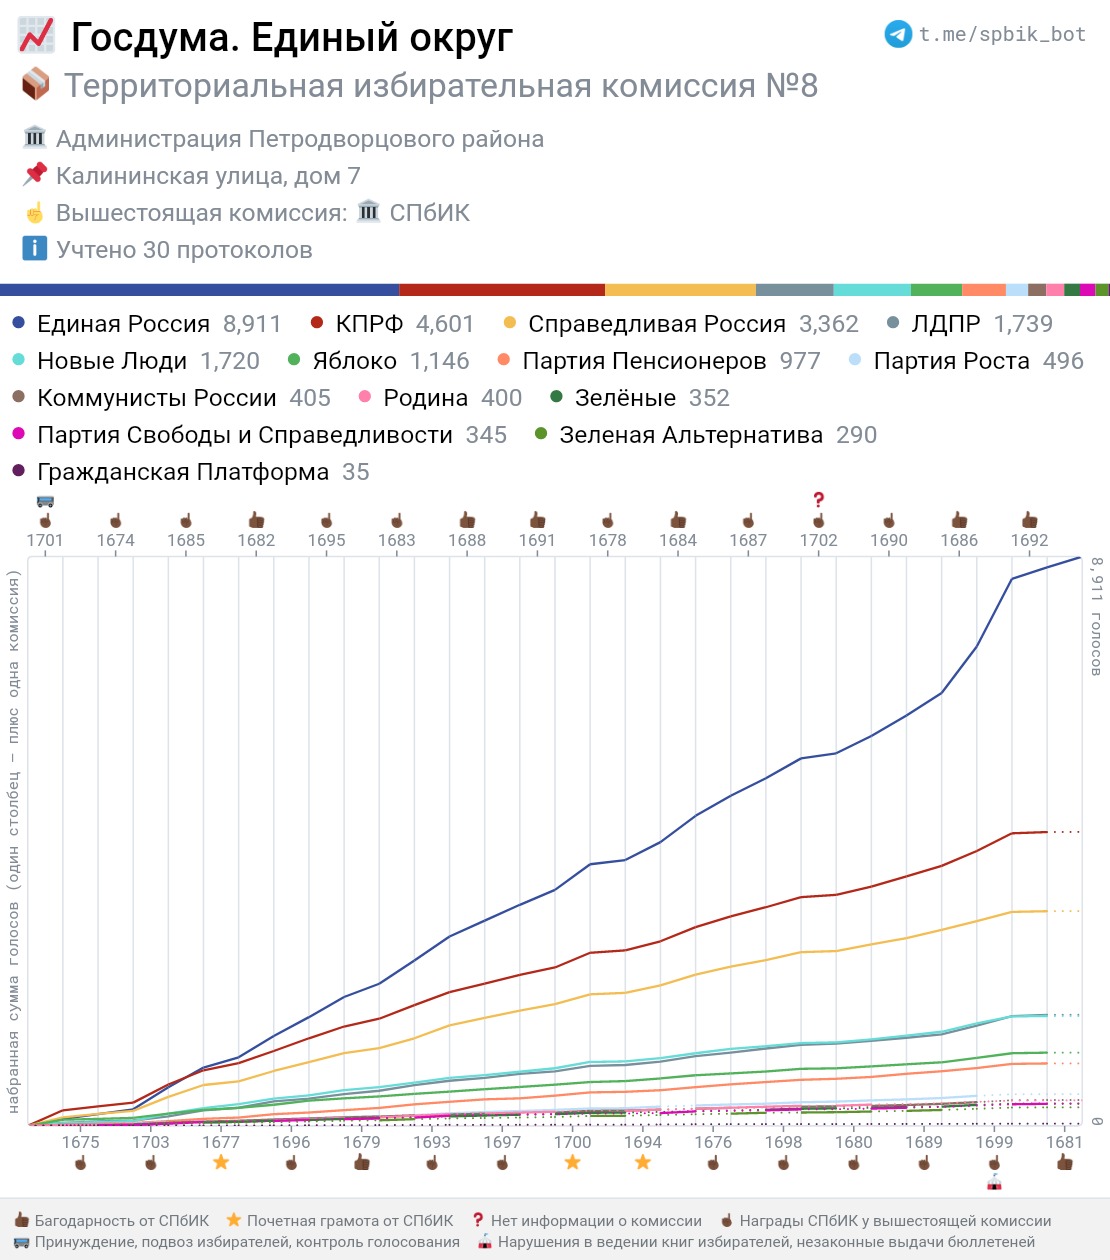 Госдума. Единый округ
t.me/spbik_bot
Территориальная избирательная комиссия №8
Администрация Петродворцового района
Калининская улица, дом 7
Вышестоящая комиссия: СПбИК
Учтено 30 протоколов
Единая Россия 8,911 КПРФ 4,601 Справедливая Россия 3,362 ЛДПР 1,739
Новые Люди 1,720 Яблоко 1,146 Партия Пенсионеров 977 Партия Роста 496
Коммунисты России 405 Родина 400 Зелёные 352
Партия Свободы и Справедливости 345 Зеленая Альтернатива 290
Гражданская Платформа 35
1701 1674 1685 1682 1695 1683 1688 1691 1678 1684 1687 1702 1690 1686 1692
набранная сумма голосов (один столбец – плюс одна комиссия)
8,911 голосов
0
1675 1703 1677 1696 1679 1693 1697 1700 1694 1676 1698 1680 1689 1699 1681
Багодарность от СПбИК Почетная грамота от СПбИК Нет информации о комиссии Награды СПбИК у вышестоящей комиссии
Принуждение, подвоз избирателей, контроль голосования Нарушения в ведении книг избирателей, незаконные выдачи бюллетеней